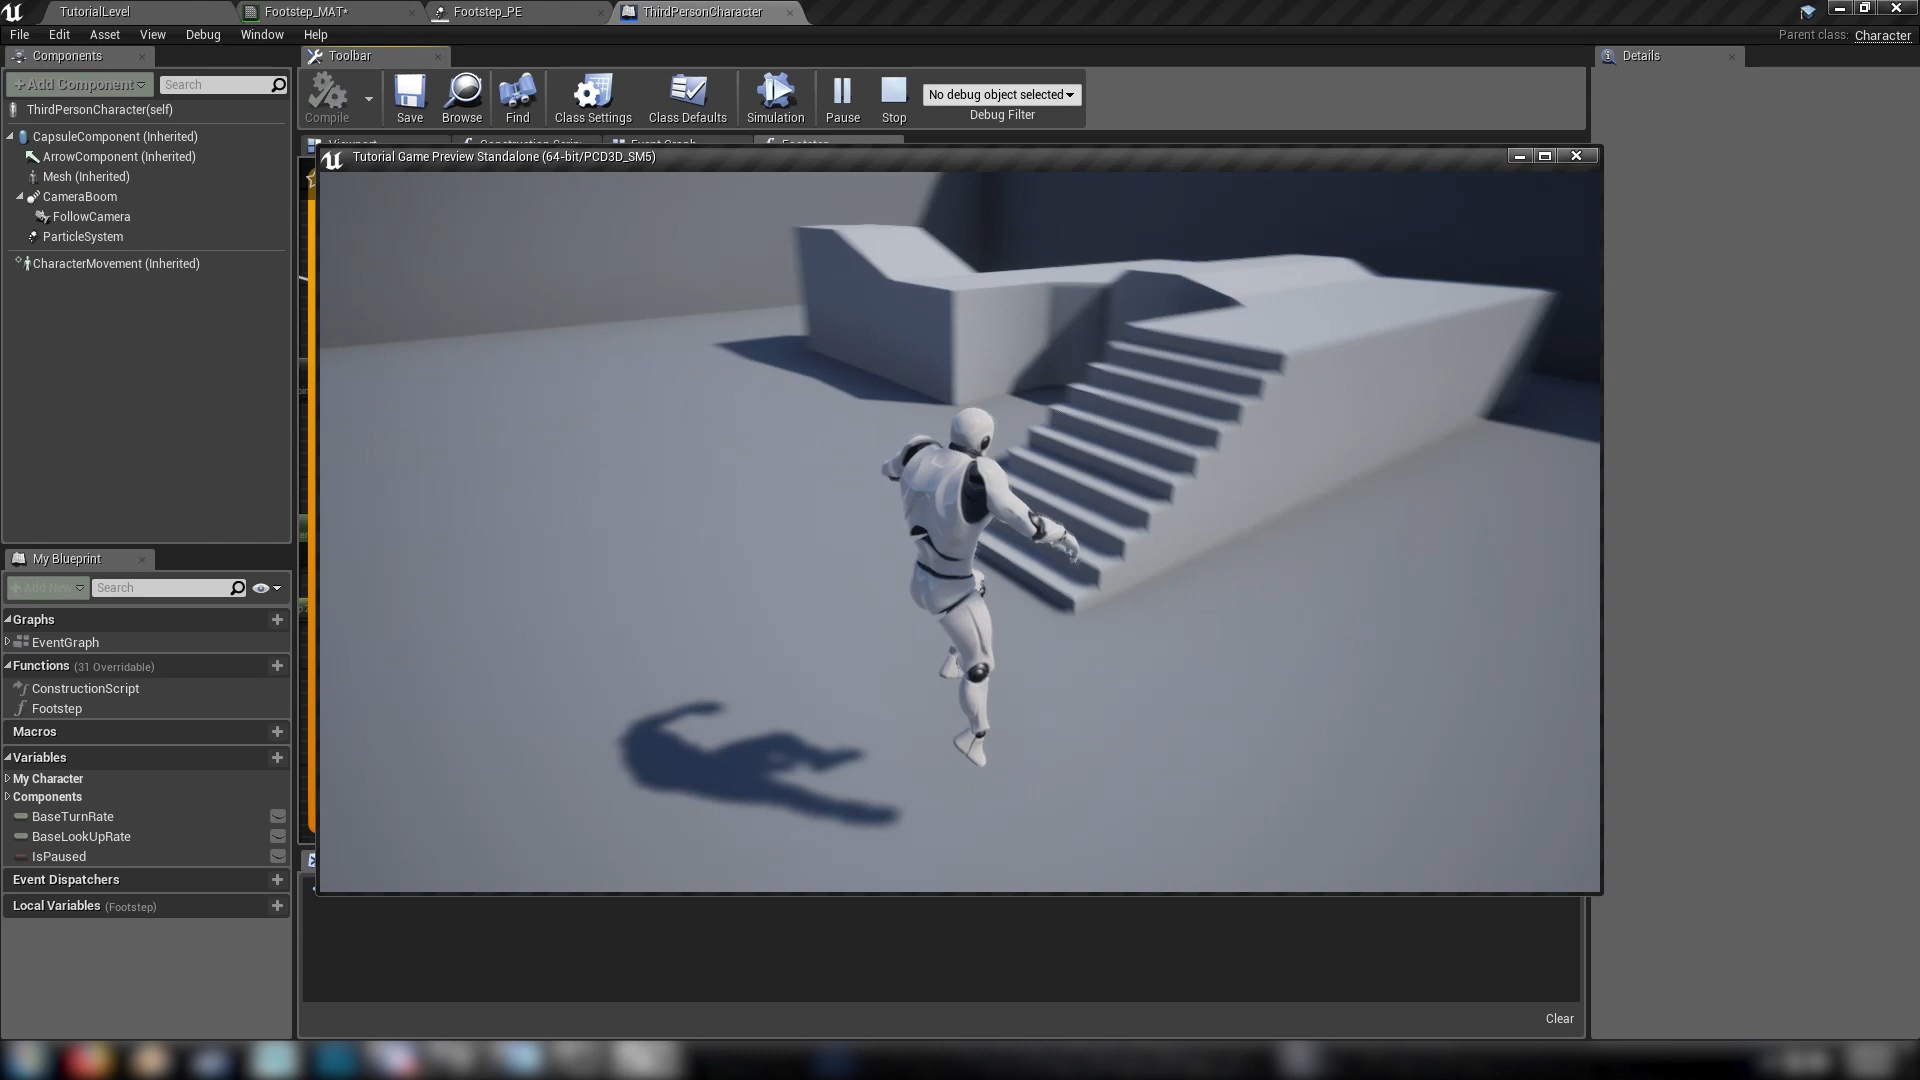 TutorialLevel
Footstep_MAT*
Footstep_PE
ThirdPersonCharacter
File Edit Asset View Debug Window Help
Parent class: Character
Components
Toolbar
Details
Add Component
Search
Compile
Save
Browse
Find
Class Settings
Class Defaults
Simulation
Pause
Stop
No debug object selected
Debug Filter
ThirdPersonCharacter(self)
CapsuleComponent (Inherited)
ArrowComponent (Inherited)
Mesh (Inherited)
CameraBoom
FollowCamera
ParticleSystem
CharacterMovement (Inherited)
Tutorial Game Preview Standalone (64-bit/PCD3D_SM5)
My Blueprint
Add New
Search
Graphs
EventGraph
Functions (31 Overridable)
ConstructionScript
Footstep
Macros
Variables
My Character
Components
BaseTurnRate
BaseLookUpRate
IsPaused
Event Dispatchers
Local Variables (Footstep)
Clear